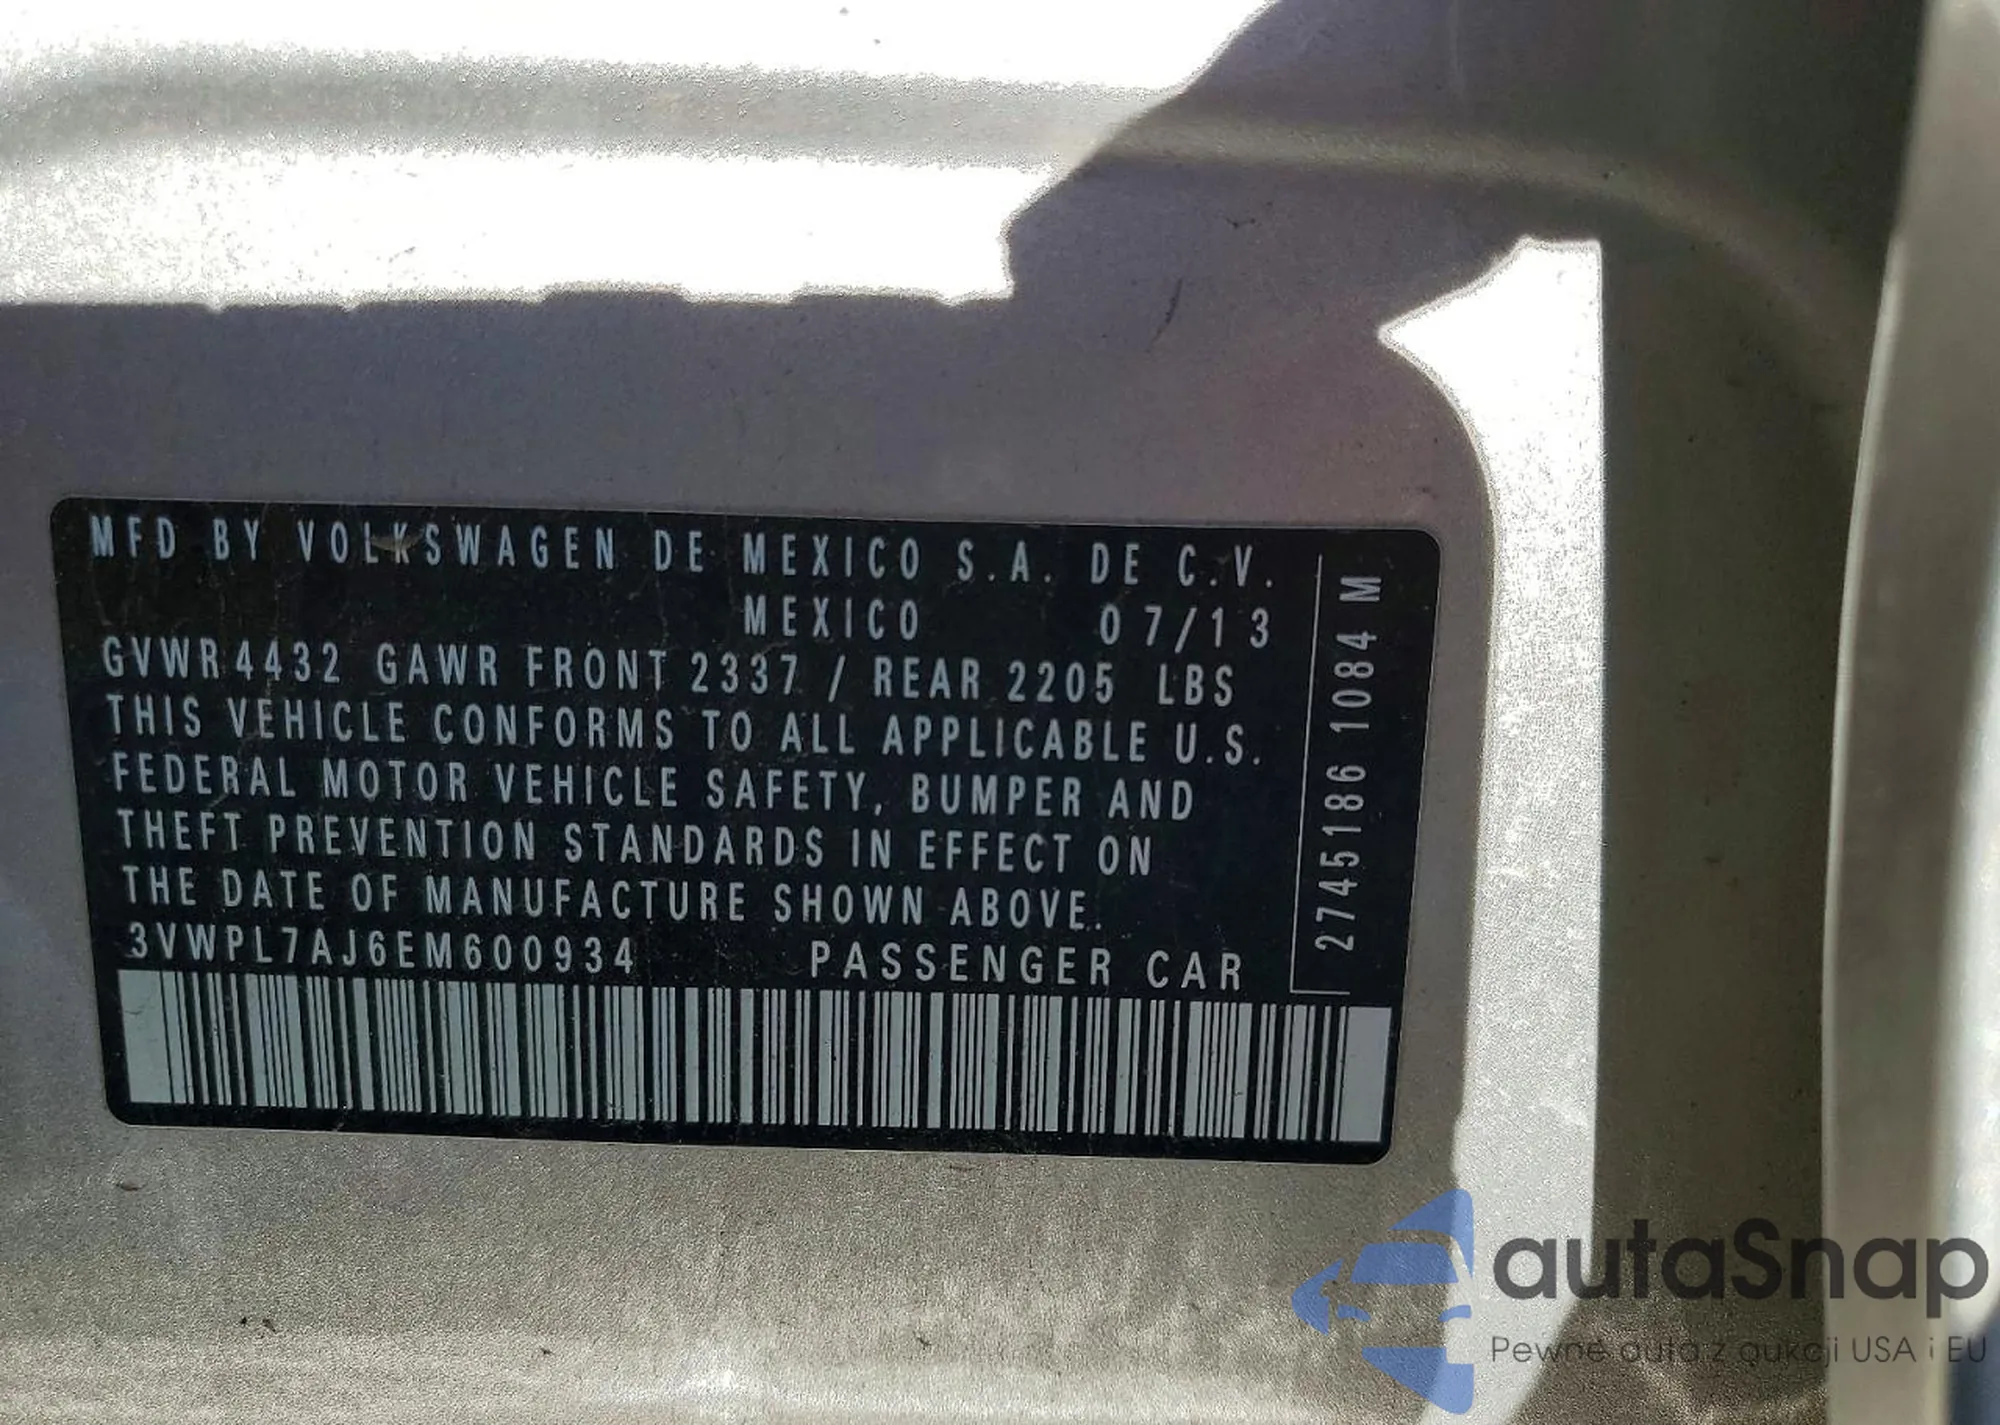 MFD BY VOLKSWAGEN DE MEXICO S.A. DE C.V.
MEXICO 07/13
GVWR 4432 GAWR FRONT 2337 / REAR 2205 LBS
THIS VEHICLE CONFORMS TO ALL APPLICABLE U.S.
FEDERAL MOTOR VEHICLE SAFETY, BUMPER AND
THEFT PREVENTION STANDARDS IN EFFECT ON
THE DATE OF MANUFACTURE SHOWN ABOVE.
3VWPL7AJ6EM600934 PASSENGER CAR
2745186 1084 M
autaSnap
Pewne auta z aukcji USA i EU